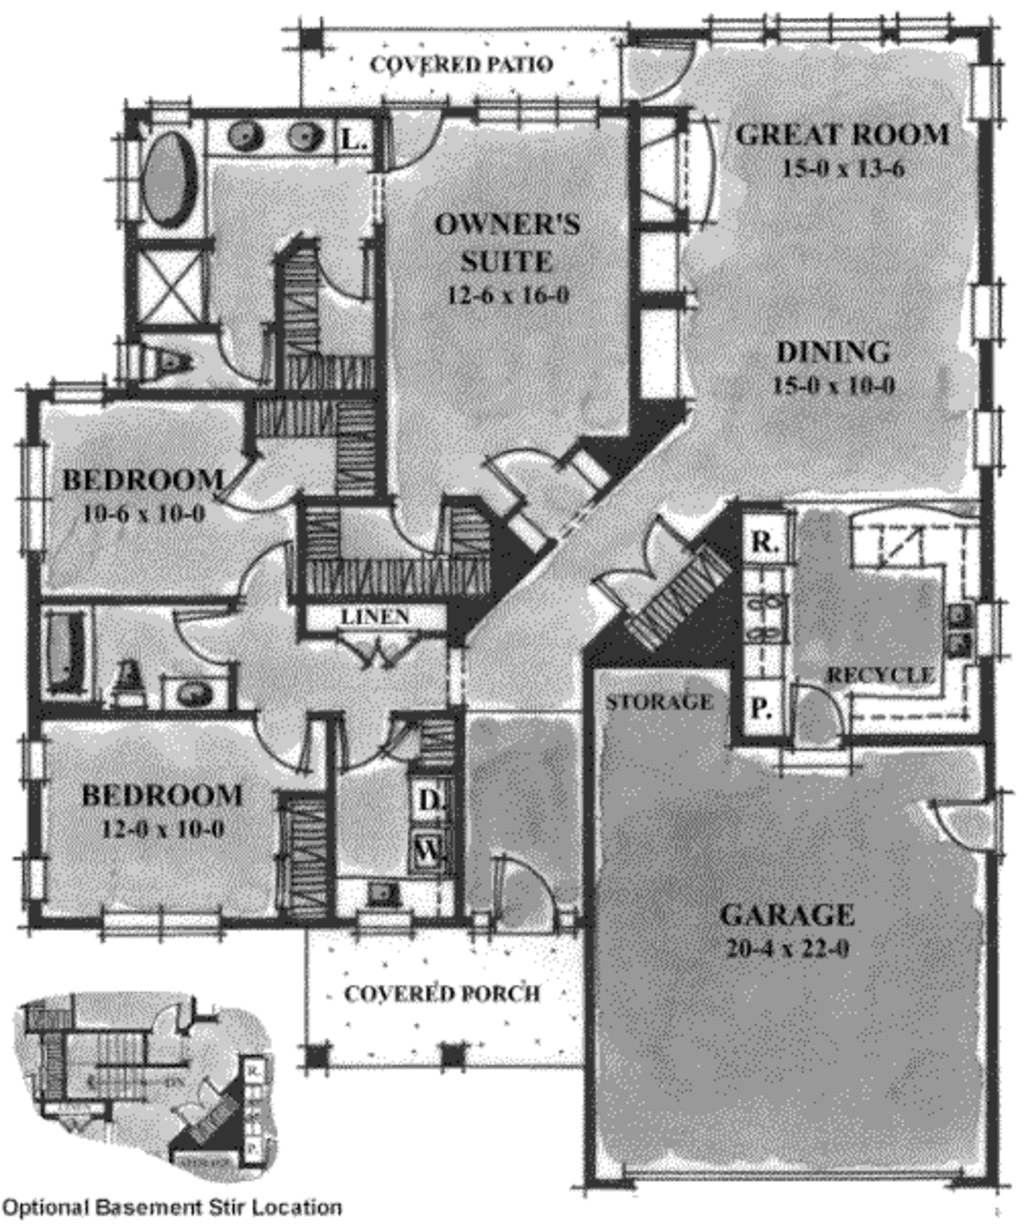 COVERED PATIO
L.
GREAT ROOM
15-0 x 13-6
OWNER'S
SUITE
12-6 x 16-0
DINING
15-0 x 10-0
BEDROOM
10-6 x 10-0
R.
LINEN
RECYCLE
STORAGE
P.
BEDROOM
12-0 x 10-0
D.
W.
GARAGE
20-4 x 22-0
COVERED PORCH
R.
DN
LINEN
P.
STORAGE
Optional Basement Stir Location